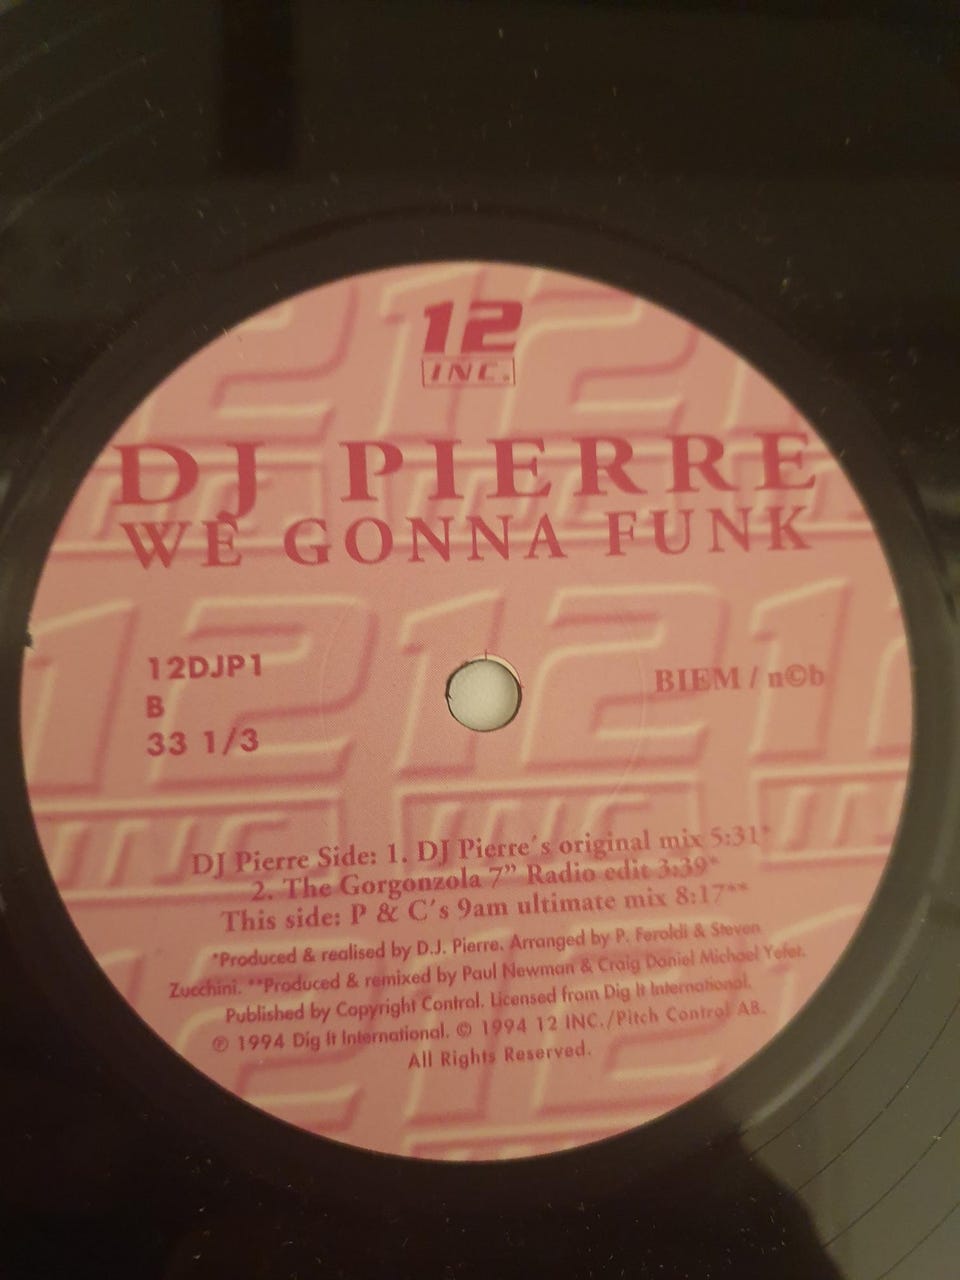 12
INC.
DJ PIERRE
WE GONNA FUNK
12DJP1
B
33 1/3
BIEM / n©b
DJ Pierre Side: 1. DJ Pierre´s original mix 5:31*
2. The Gorgonzola 7” Radio edit 3:39*
This side: P & C´s 9am ultimate mix 8:17**
*Produced & realised by D.J. Pierre. Arranged by P. Feroldi & Steven
Zucchini. **Produced & remixed by Paul Newman & Craig Daniel Michael Yefet.
Published by Copyright Control. Licensed from Dig It International.
℗ 1994 Dig It International. © 1994 12 INC./Pitch Control AB.
All Rights Reserved.